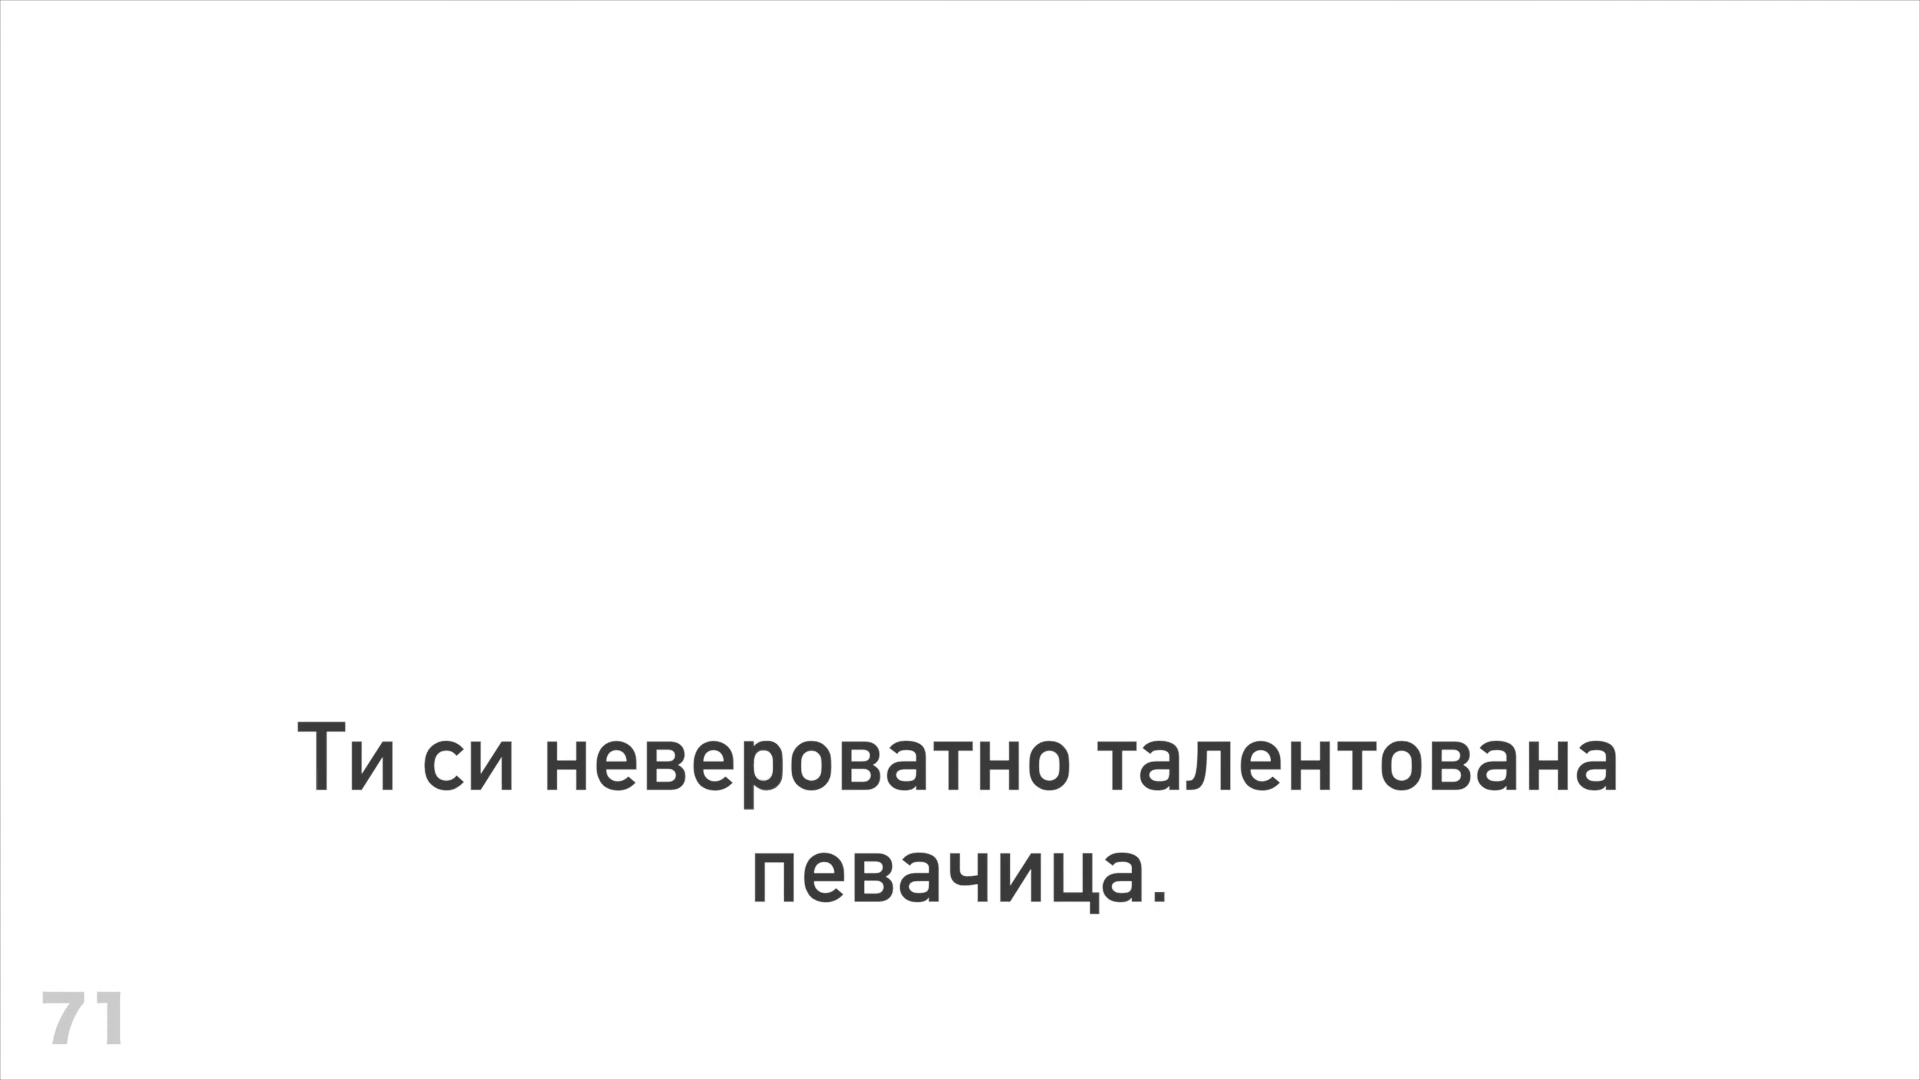 Ти си невероватно талентована
певачица.
71